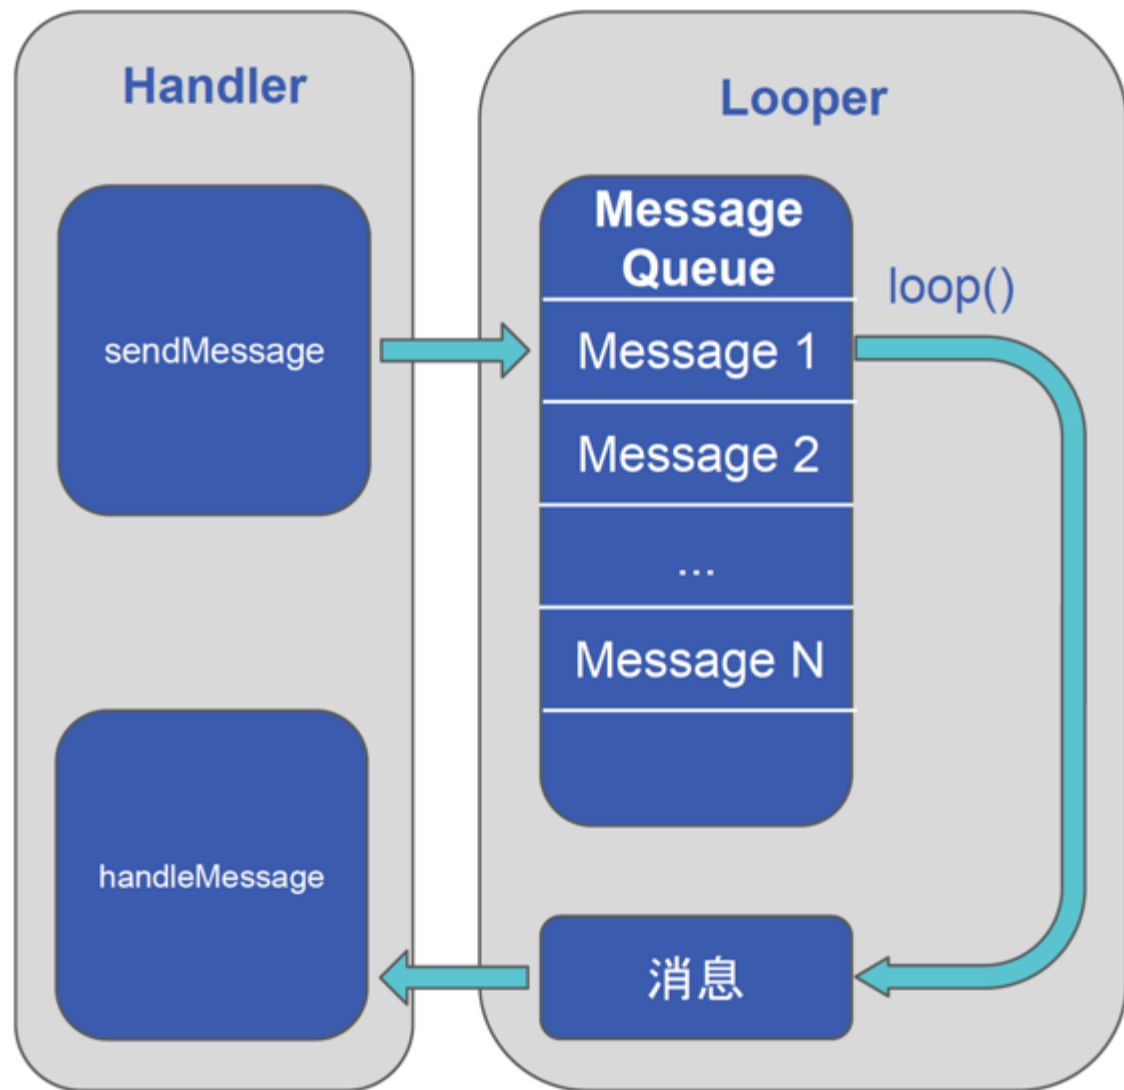 Handler
sendMessage
handleMessage
Looper
Message
Queue
Message 1
Message 2
...
Message N
loop()
消息